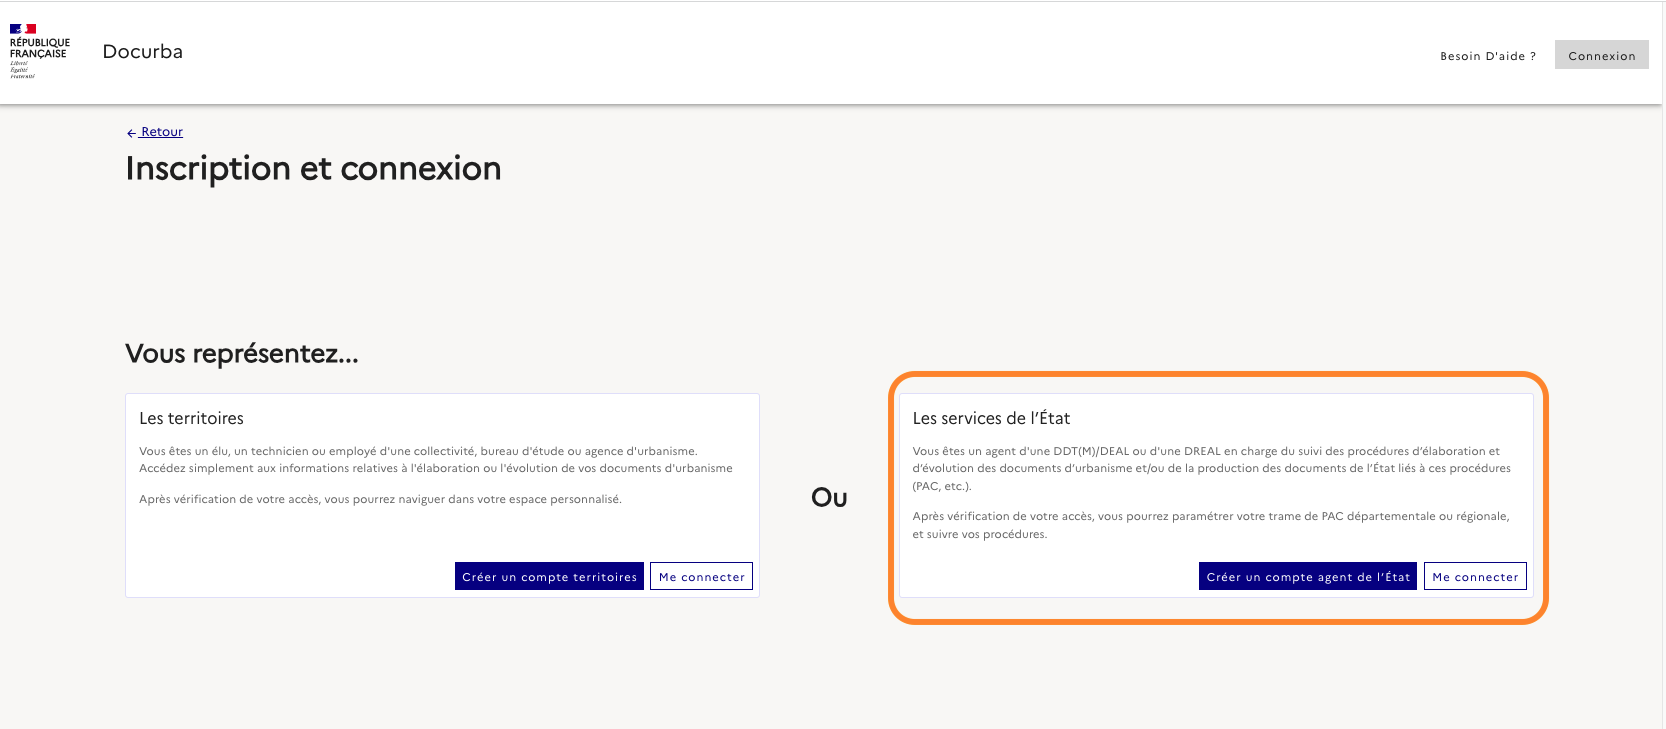 RÉPUBLIQUE
FRANÇAISE
Liberté
Égalité
Fraternité
Docurba
Besoin D'aide ?
Connexion
← Retour
Inscription et connexion
Vous représentez...
Les territoires
Vous êtes un élu, un technicien ou employé d'une collectivité, bureau d'étude ou agence d'urbanisme.
Accédez simplement aux informations relatives à l'élaboration ou l'évolution de vos documents d'urbanisme
Après vérification de votre accès, vous pourrez naviguer dans votre espace personnalisé.
Créer un compte territoires
Me connecter
Ou
Les services de l’État
Vous êtes un agent d'une DDT(M)/DEAL ou d'une DREAL en charge du suivi des procédures d’élaboration et
d’évolution des documents d’urbanisme et/ou de la production des documents de l’État liés à ces procédures
(PAC, etc.).
Après vérification de votre accès, vous pourrez paramétrer votre trame de PAC départementale ou régionale,
et suivre vos procédures.
Créer un compte agent de l’État
Me connecter